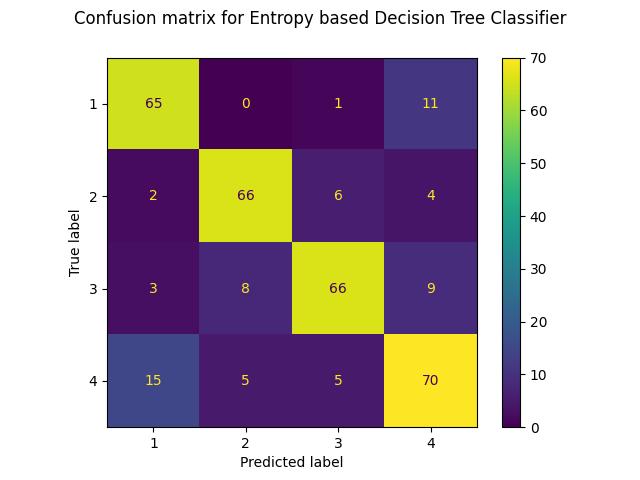 Confusion matrix for Entropy based Decision Tree Classifier
True label
1 65 0 1 11
2 2 66 6 4
3 3 8 66 9
4 15 5 5 70
1 2 3 4
Predicted label
70
60
50
40
30
20
10
0